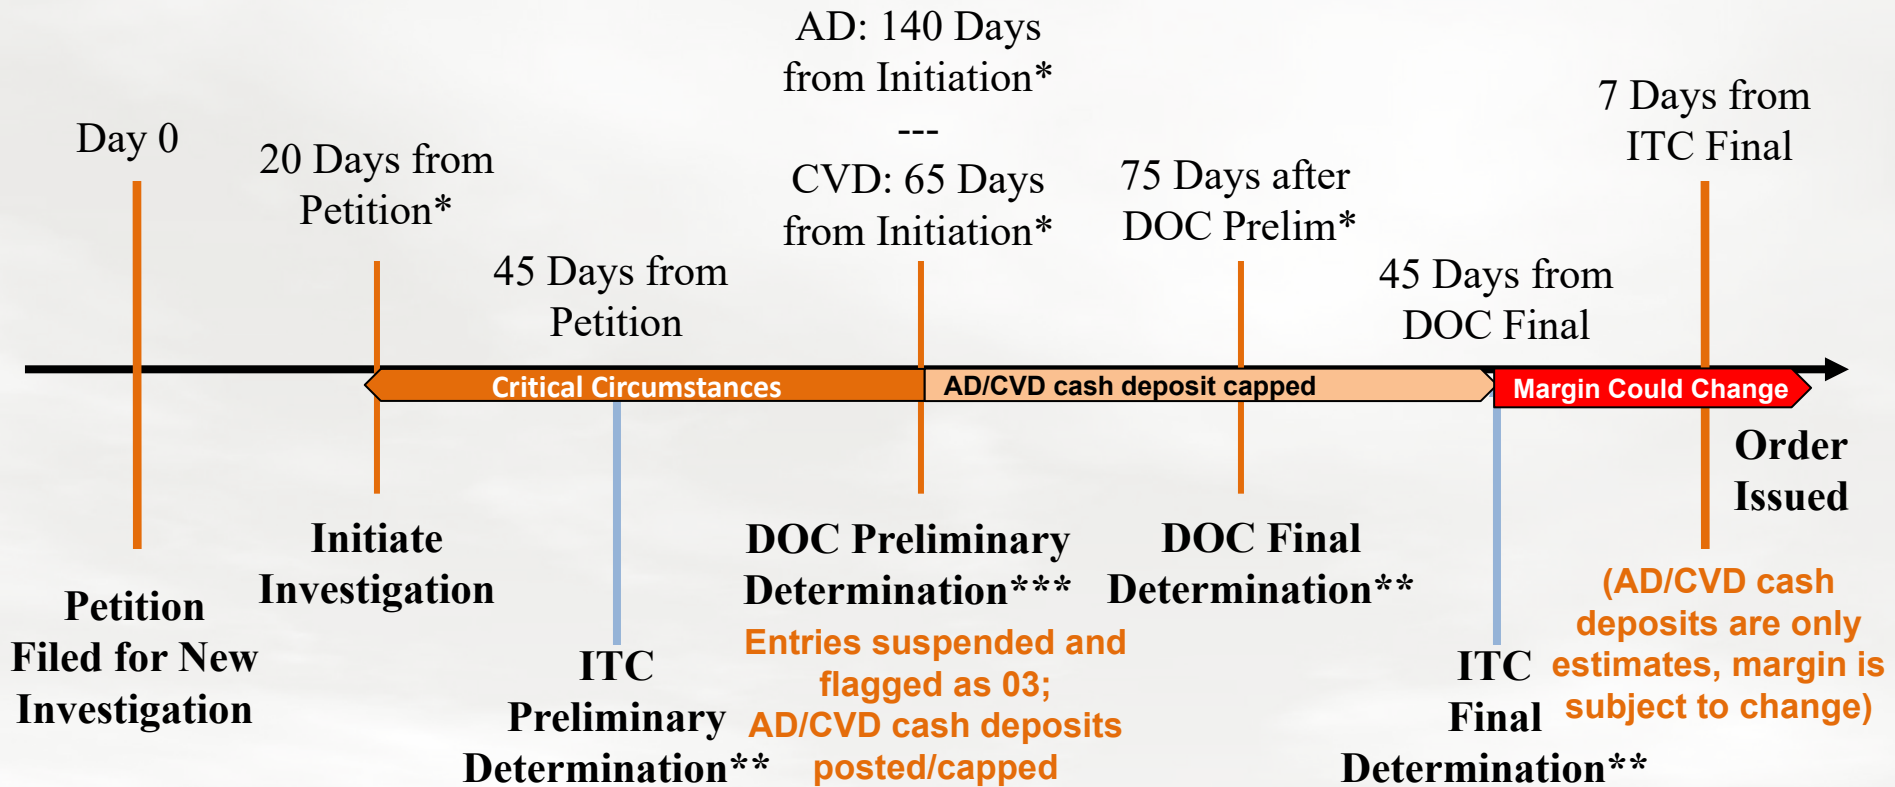 Day 0
20 Days from
Petition*
45 Days from
Petition
AD: 140 Days
from Initiation*
---
CVD: 65 Days
from Initiation*
75 Days after
DOC Prelim*
45 Days from
DOC Final
7 Days from
ITC Final
Critical Circumstances
AD/CVD cash deposit capped
Margin Could Change
Petition
Filed for New
Investigation
Initiate
Investigation
ITC
Preliminary
Determination**
DOC Preliminary
Determination***
Entries suspended and
flagged as 03;
AD/CVD cash deposits
posted/capped
DOC Final
Determination**
ITC
Final
Determination**
Order
Issued
(AD/CVD cash
deposits are only
estimates, margin is
subject to change)